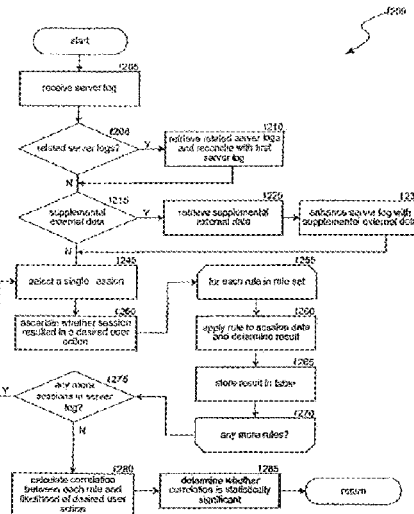 1200
start
1205
receive server log
1208
related server logs?
Y
1210
retrieve related server logs
and reconcile with first
server log
N
1215
supplemental
external data
Y
1225
retrieve supplemental
external data
enhance server log with
supplemental external data
N
1245
select a single session
1250
ascertain whether session
resulted in a desired user
action
1255
for each rule in rule set
1260
apply rule to session data
and determine result
1265
store result in table
1270
any more rules?
1275
any more
sessions in server
log?
Y
N
1280
calculate correlation
between each rule and
likelihood of desired user
action
1285
determine whether
correlation is statistically
significant
return